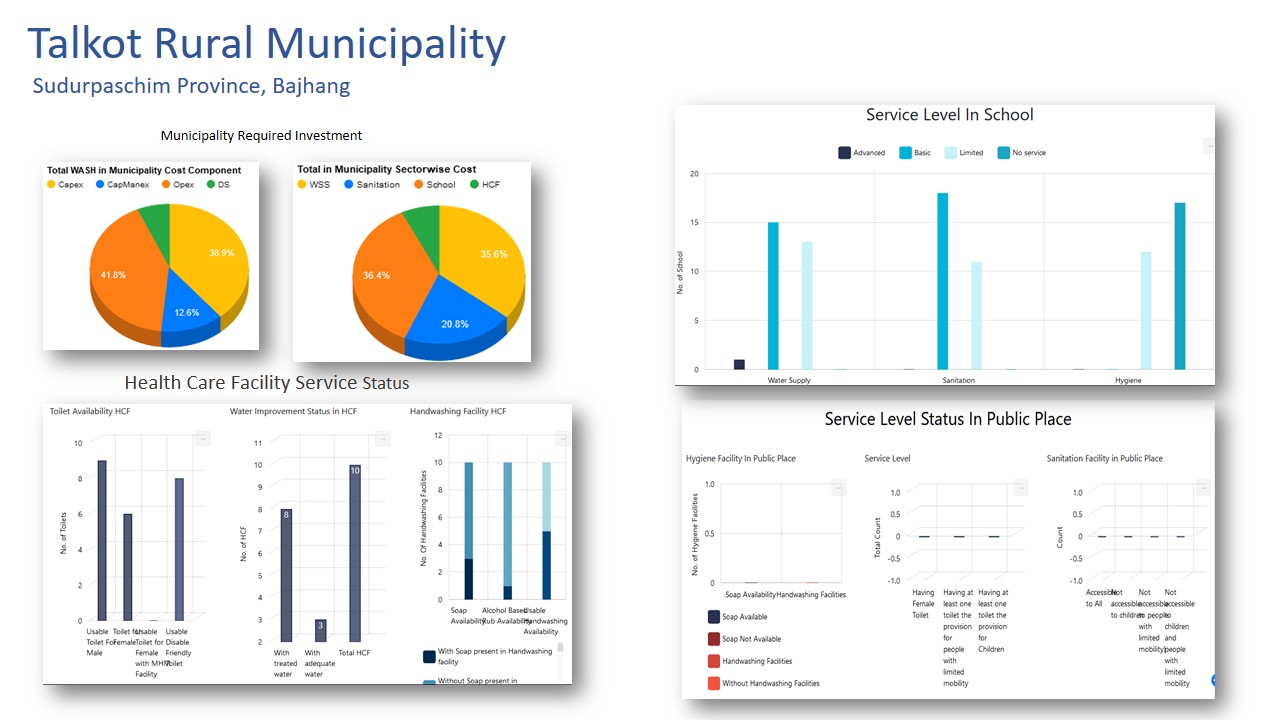 Talkot Rural Municipality
Sudurpaschim Province, Bajhang
Municipality Required Investment
Total WASH in Municipality Cost Component
Capex CapManex Opex DS
38.9%
41.8%
12.6%
Total in Municipality Sectorwise Cost
WSS Sanitation School HCF
35.6%
36.4%
20.8%
Health Care Facility Service Status
Toilet Availability HCF
10
8
6
4
2
0
No. of Toilets
Usable
Toilet For
Male
Toilet for
Female
Usable
Toilet for
Female
with MHM
Facility
Usable
Disable
Friendly
Toilet
Water Improvement Status in HCF
11
10
9
8
7
6
5
4
3
2
No. of HCF
8
3
10
With
treated
water
With
adequate
water
Total HCF
Handwashing Facility HCF
12
10
8
6
4
2
0
No. Of Handwashing Facilities
Soap
Availability
Alcohol Based
Rub Availability
Usable
Handwashing
Availability
With Soap present in Handwashing
facility
Without Soap present in
Service Level In School
Advanced Basic Limited No service
20
15
10
5
0
No. of School
Water Supply Sanitation Hygiene
Service Level Status In Public Place
Hygiene Facility In Public Place
1.0
0.5
0
No. of Hygiene Facilities
Soap Availability Handwashing Facilities
Soap Available
Soap Not Available
Handwashing Facilities
Without Handwashing Facilities
Service Level
1.0
0.5
0
-0.5
-1.0
Total Count
Having
Female
Toilet
Having at
least one
toilet the
provision
for
people
with
limited
mobility
Having at
least one
toilet the
provision
for
Children
Sanitation Facility in Public Place
1.0
0.5
0
-0.5
-1.0
Count
Accessible
to All
Not
accessible
to children
Not
accessible
to people
with
limited
mobility
Not
accessible
to
children
and
people
with
limited
mobility